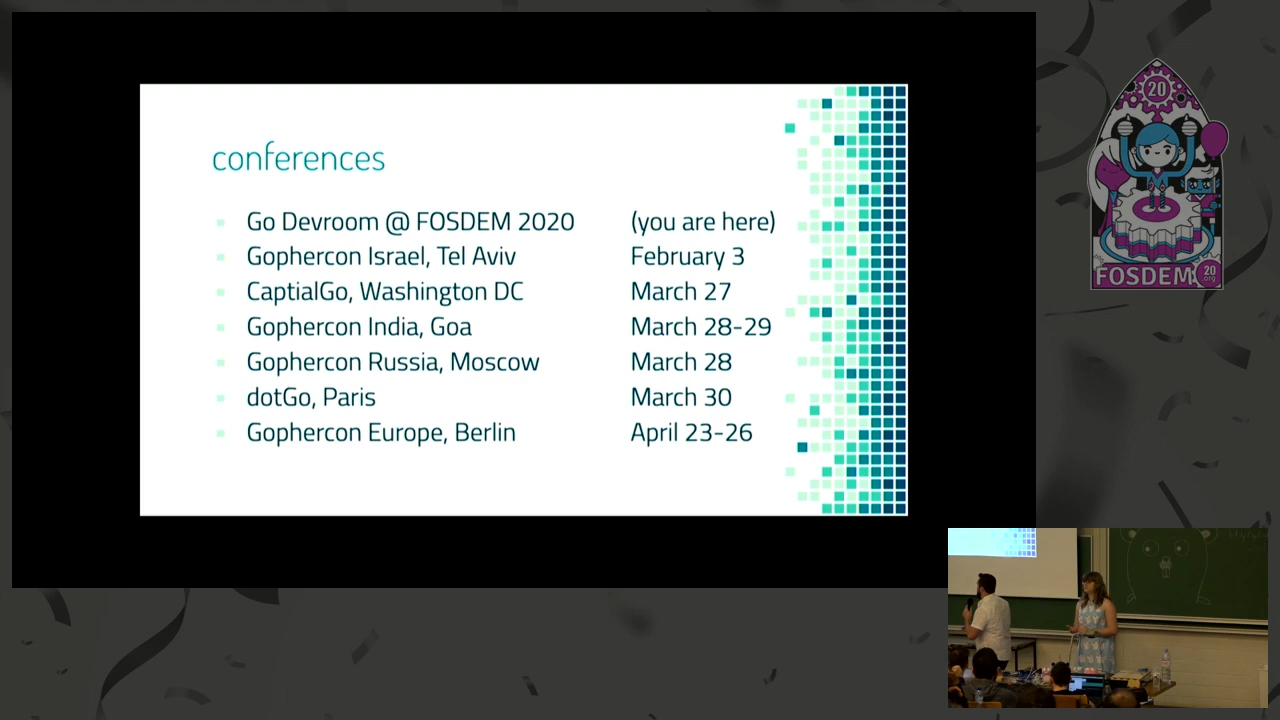 conferences
Go Devroom @ FOSDEM 2020 (you are here)
Gophercon Israel, Tel Aviv February 3
CaptialGo, Washington DC March 27
Gophercon India, Goa March 28-29
Gophercon Russia, Moscow March 28
dotGo, Paris March 30
Gophercon Europe, Berlin April 23-26
20
FOSDEM 20
.org